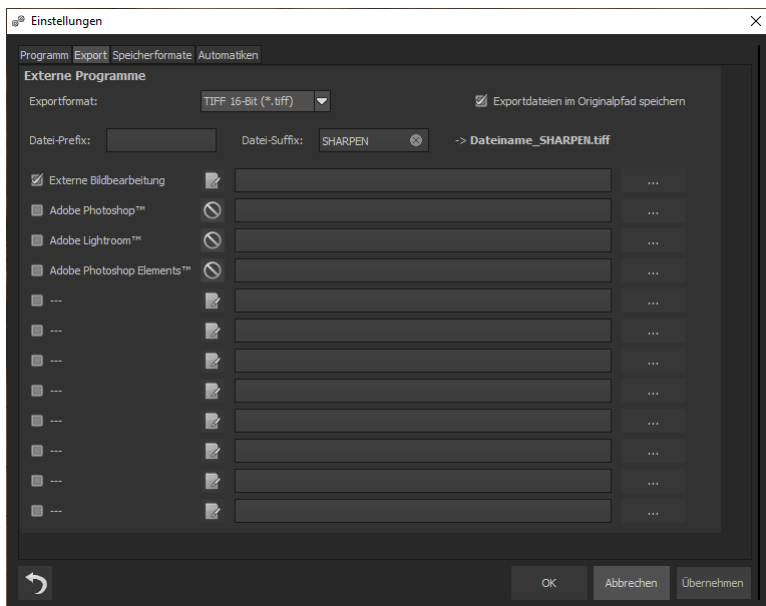 Einstellungen
Programm Export Speicherformate Automatiken
Externe Programme
Exportformat: TIFF 16-Bit (*.tiff) Exportdateien im Originalpfad speichern
Datei-Prefix: Datei-Suffix: SHARPEN -> Dateiname_SHARPEN.tiff
Externe Bildbearbeitung ...
Adobe Photoshop™ ...
Adobe Lightroom™ ...
Adobe Photoshop Elements™ ...
--- ...
--- ...
--- ...
--- ...
--- ...
--- ...
--- ...
--- ...
OK Abbrechen Übernehmen